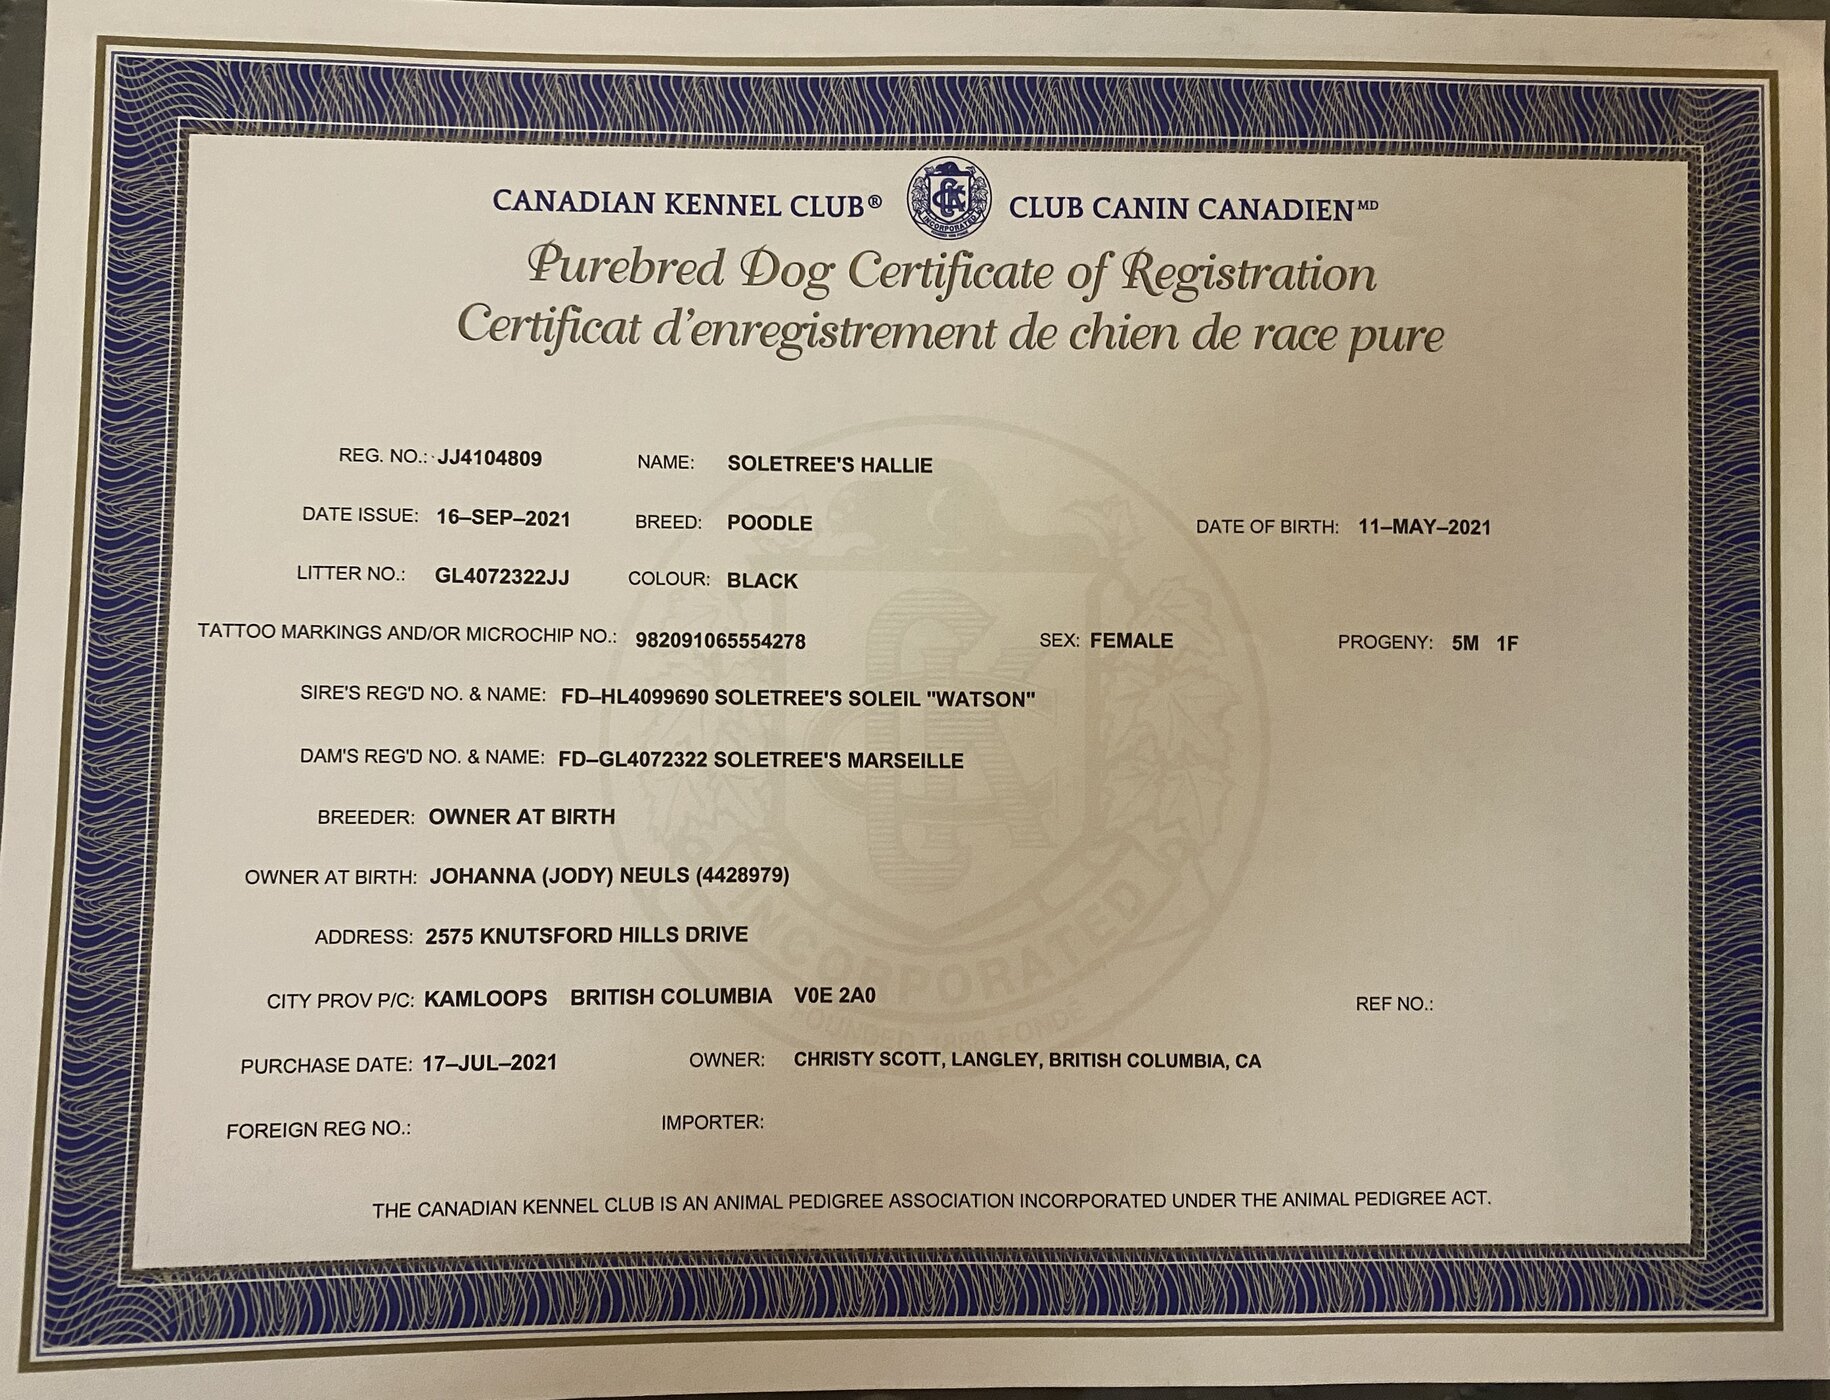 CANADIAN KENNEL CLUB® CLUB CANIN CANADIEN MD
Purebred Dog Certificate of Registration
Certificat d'enregistrement de chien de race pure
REG. NO.: JJ4104809 NAME: SOLETREE'S HALLIE
DATE ISSUE: 16–SEP–2021 BREED: POODLE DATE OF BIRTH: 11–MAY–2021
LITTER NO.: GL4072322JJ COLOUR: BLACK
TATTOO MARKINGS AND/OR MICROCHIP NO.: 982091065554278 SEX: FEMALE PROGENY: 5M 1F
SIRE'S REG'D NO. & NAME: FD–HL4099690 SOLETREE'S SOLEIL "WATSON"
DAM'S REG'D NO. & NAME: FD–GL4072322 SOLETREE'S MARSEILLE
BREEDER: OWNER AT BIRTH
OWNER AT BIRTH: JOHANNA (JODY) NEULS (4428979)
ADDRESS: 2575 KNUTSFORD HILLS DRIVE
CITY PROV P/C: KAMLOOPS BRITISH COLUMBIA V0E 2A0 REF NO.:
PURCHASE DATE: 17–JUL–2021 OWNER: CHRISTY SCOTT, LANGLEY, BRITISH COLUMBIA, CA
FOREIGN REG NO.: IMPORTER:
THE CANADIAN KENNEL CLUB IS AN ANIMAL PEDIGREE ASSOCIATION INCORPORATED UNDER THE ANIMAL PEDIGREE ACT.
CKC
INCORPORATED
FOUNDED 1888 FONDÉ